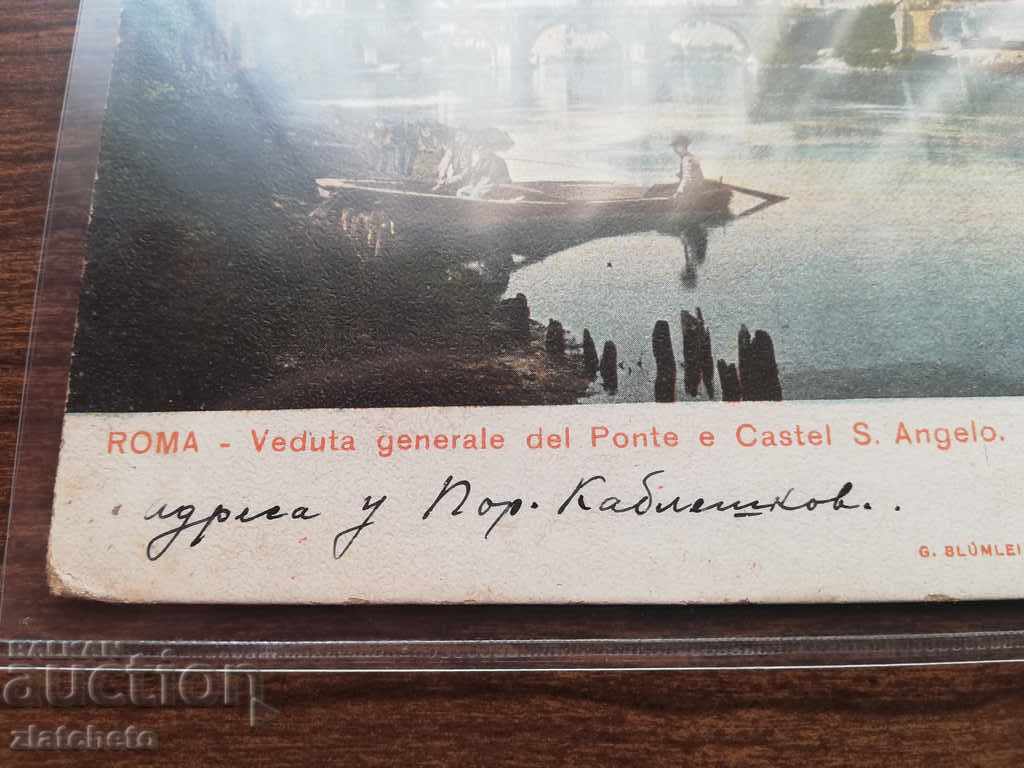 ROMA - Veduta generale del Ponte e Castel S. Angelo.
адреса у Пор. Каблешков..
G. BLÜMLEI
BALKAN
auction
zlatcheto